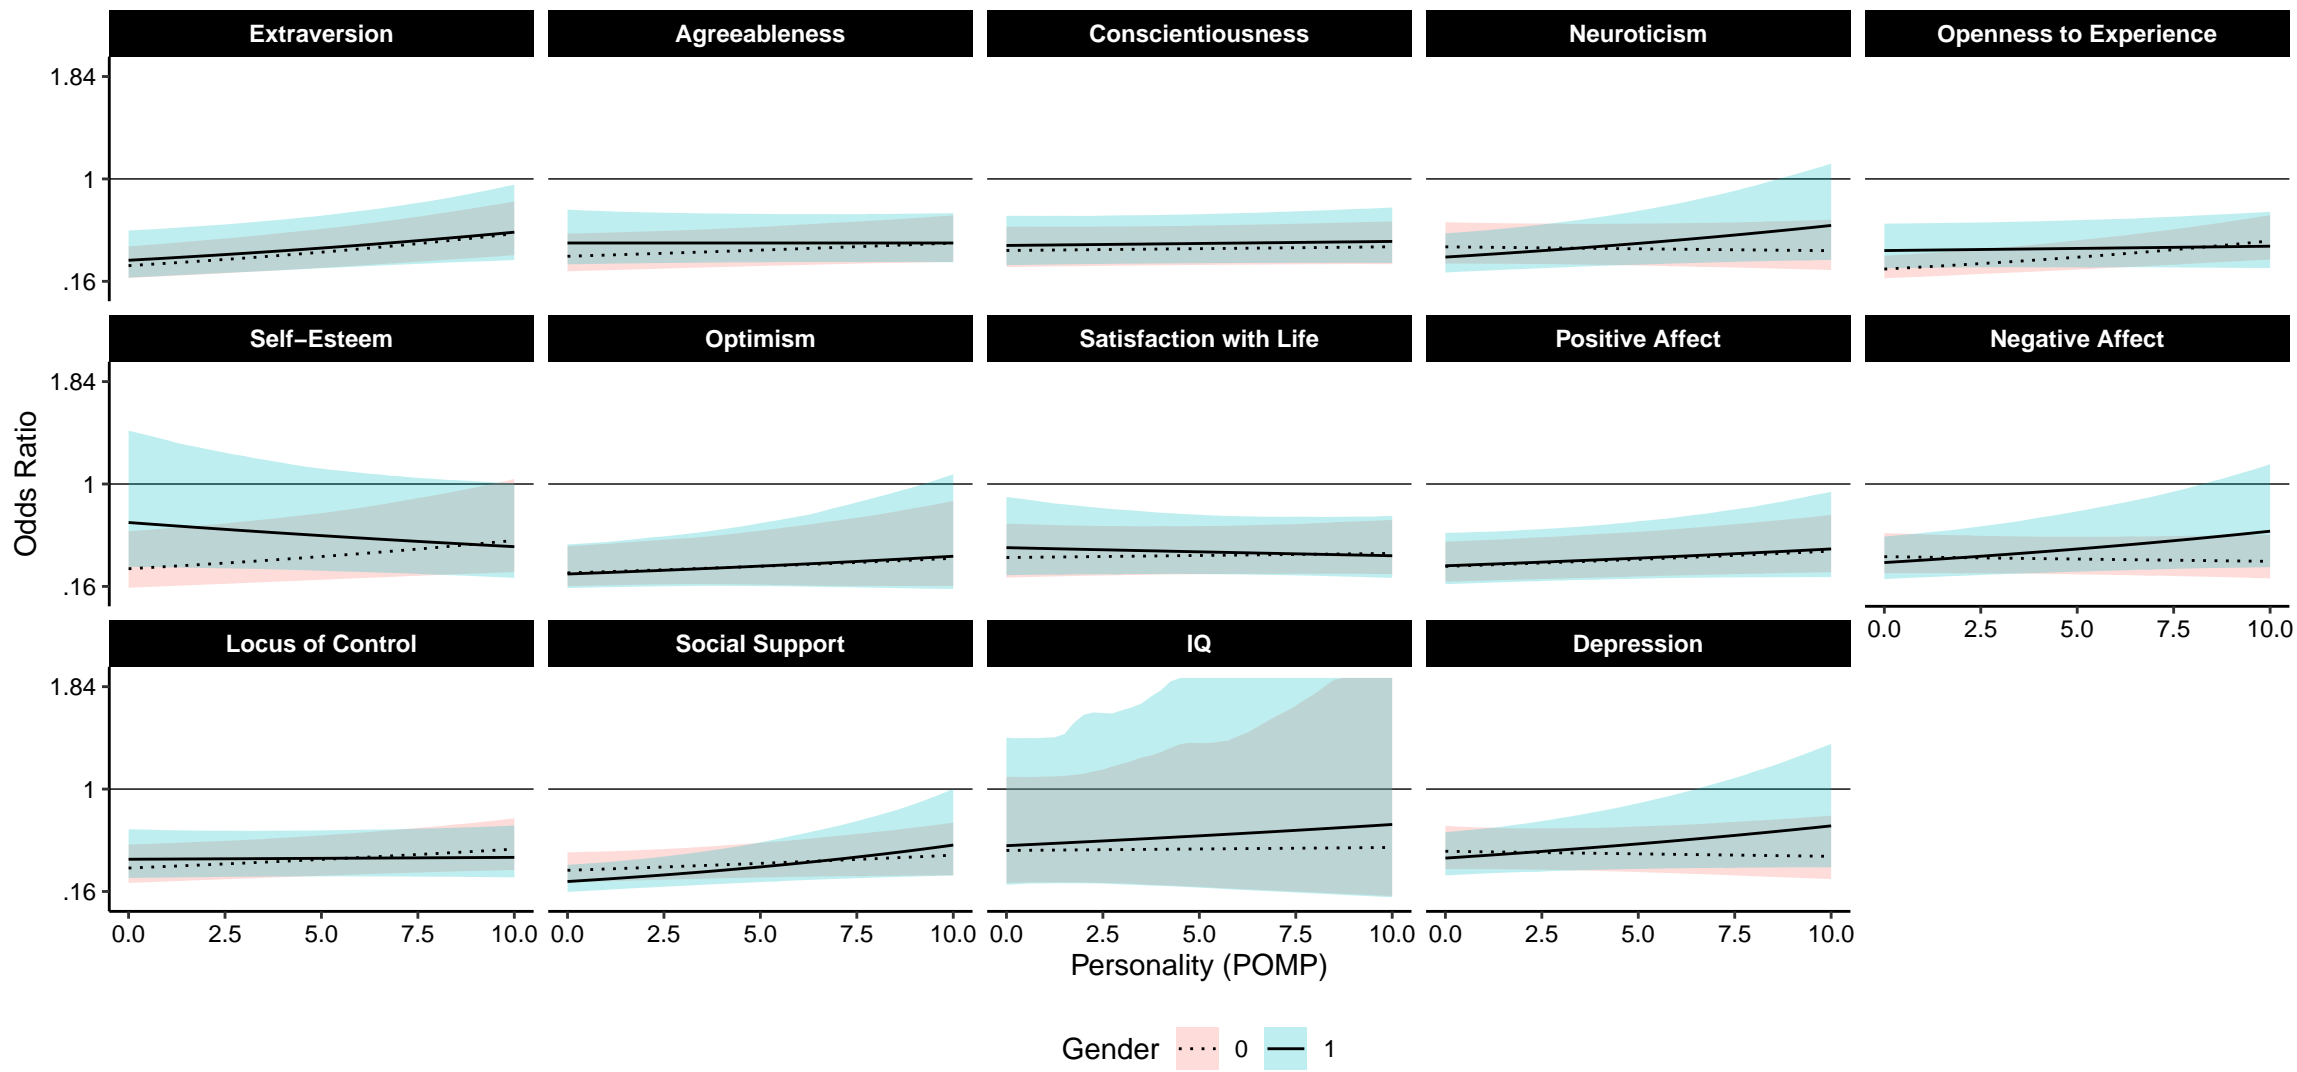 Extraversion Agreeableness Conscientiousness Neuroticism Openness to Experience
1.84
1
.16
Self−Esteem Optimism Satisfaction with Life Positive Affect Negative Affect
1.84
1
.16
0.0 2.5 5.0 7.5 10.0
Locus of Control Social Support IQ Depression
1.84
1
.16
0.0 2.5 5.0 7.5 10.0 0.0 2.5 5.0 7.5 10.0 0.0 2.5 5.0 7.5 10.0 0.0 2.5 5.0 7.5 10.0
Odds Ratio
Personality (POMP)
Gender 0 1